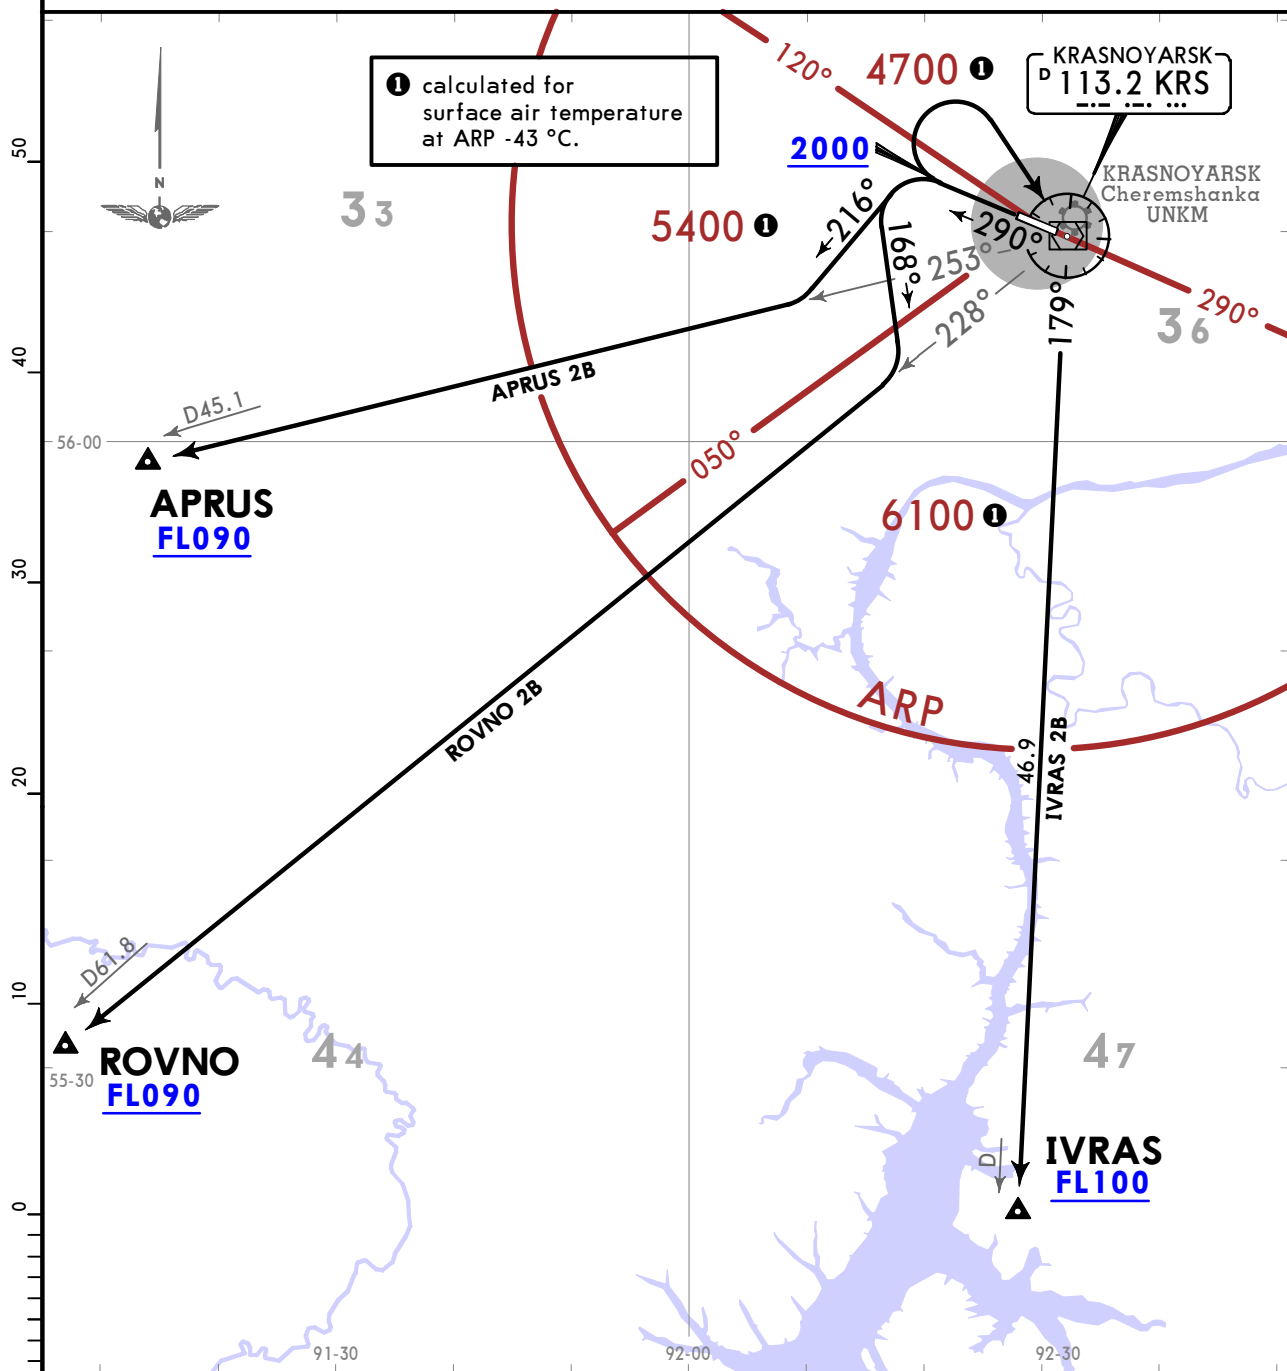 ❶ calculated for
surface air temperature
at ARP -43 °C.
120°
4700 ❶
KRASNOYARSK
D 113.2 KRS
2000
50
N
33
KRASNOYARSK
Cheremshanka
UNKM
5400 ❶
216°
168°
290°
253°
228°
179°
290°
36
40
APRUS 2B
D45.1
56-00
050°
APRUS
FL090
6100 ❶
30
ROVNO 2B
ARP
46.9
IVRAS 2B
20
D61.8
10
ROVNO
FL090
55-30
44
47
D
IVRAS
FL100
0
91-30
92-00
92-30